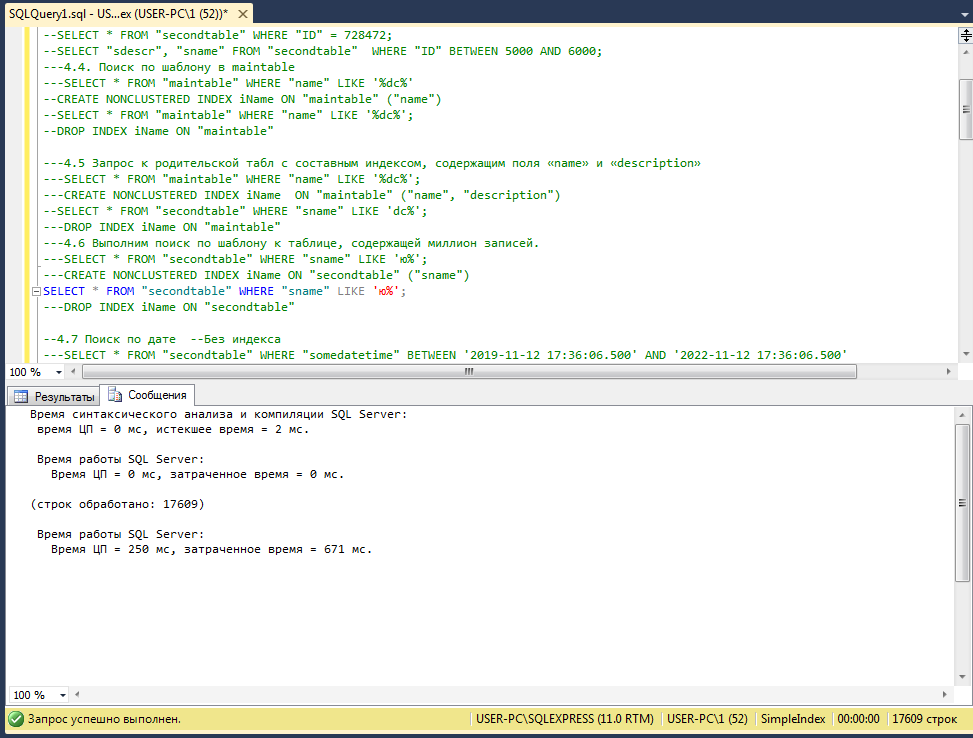 SQLQuery1.sql - US...ex (USER-PC\1 (52))*
--SELECT * FROM "secondtable" WHERE "ID" = 728472;
--SELECT "sdescr", "sname" FROM "secondtable"  WHERE "ID" BETWEEN 5000 AND 6000;
---4.4. Поиск по шаблону в maintable
---SELECT * FROM "maintable" WHERE "name" LIKE '%dc%'
--CREATE NONCLUSTERED INDEX iName ON "maintable" ("name")
--SELECT * FROM "maintable" WHERE "name" LIKE '%dc%';
--DROP INDEX iName ON "maintable"
---4.5 Запрос к родительской табл с составным индексом, содержащим поля «name» и «description»
---SELECT * FROM "maintable" WHERE "name" LIKE '%dc%';
---CREATE NONCLUSTERED INDEX iName  ON "maintable" ("name", "description")
--SELECT * FROM "secondtable" WHERE "sname" LIKE 'dc%';
---DROP INDEX iName ON "maintable"
---4.6 Выполним поиск по шаблону к таблице, содержащей миллион записей.
---SELECT * FROM "secondtable" WHERE "sname" LIKE 'ю%';
---CREATE NONCLUSTERED INDEX iName ON "secondtable" ("sname")
SELECT * FROM "secondtable" WHERE "sname" LIKE 'ю%';
---DROP INDEX iName ON "secondtable"
--4.7 Поиск по дате  --Без индекса
---SELECT * FROM "secondtable" WHERE "somedatetime" BETWEEN '2019-11-12 17:36:06.500' AND '2022-11-12 17:36:06.500'
100 %
Результаты Сообщения
Время синтаксического анализа и компиляции SQL Server:
время ЦП = 0 мс, истекшее время = 2 мс.
Время работы SQL Server:
Время ЦП = 0 мс, затраченное время = 0 мс.
(строк обработано: 17609)
Время работы SQL Server:
Время ЦП = 250 мс, затраченное время = 671 мс.
100 %
Запрос успешно выполнен. USER-PC\SQLEXPRESS (11.0 RTM) USER-PC\1 (52) SimpleIndex 00:00:00 17609 строк